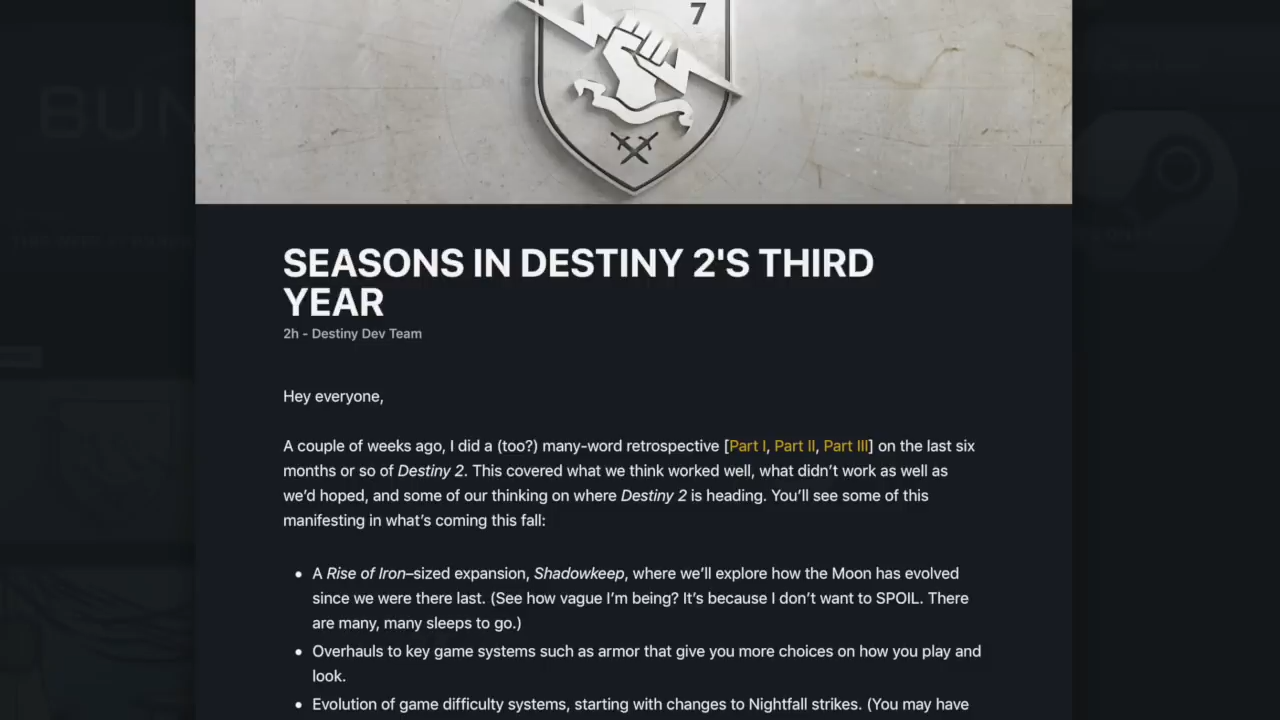 7
BUN
SEASONS IN DESTINY 2'S THIRD
YEAR
2h - Destiny Dev Team
Hey everyone,
A couple of weeks ago, I did a (too?) many-word retrospective [Part I, Part II, Part III] on the last six
months or so of Destiny 2. This covered what we think worked well, what didn’t work as well as
we’d hoped, and some of our thinking on where Destiny 2 is heading. You’ll see some of this
manifesting in what’s coming this fall:
• A Rise of Iron–sized expansion, Shadowkeep, where we’ll explore how the Moon has evolved
since we were there last. (See how vague I’m being? It’s because I don’t want to SPOIL. There
are many, many sleeps to go.)
• Overhauls to key game systems such as armor that give you more choices on how you play and
look.
• Evolution of game difficulty systems, starting with changes to Nightfall strikes. (You may have